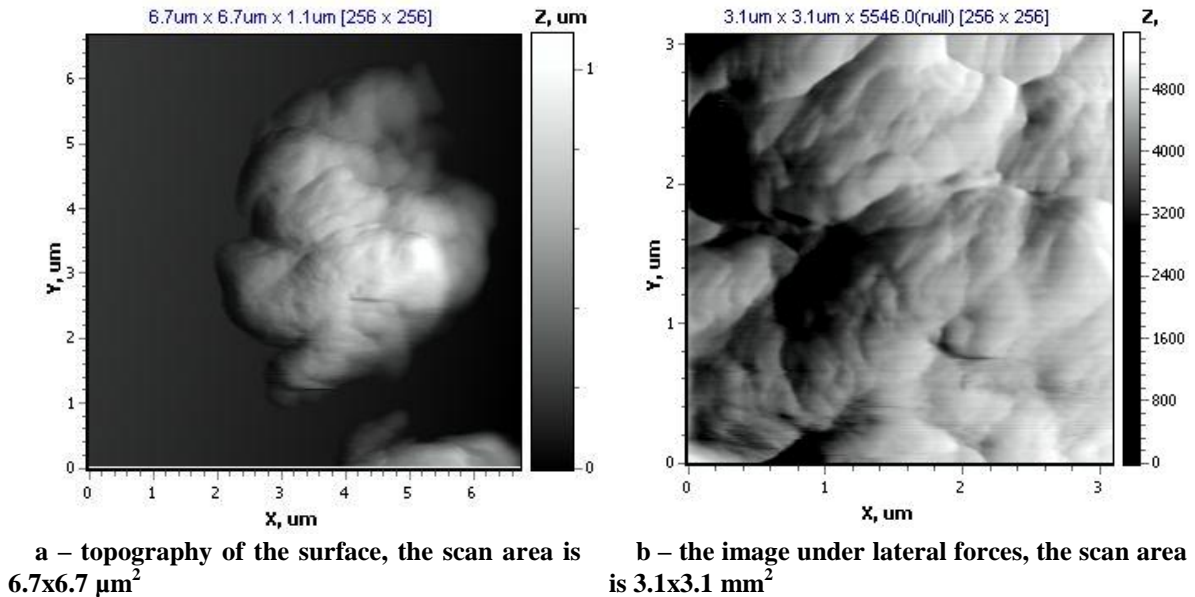 6.7um x 6.7um x 1.1um [256 x 256]
Z, um
1
0
6
5
4
3
2
1
0
Y, um
0 1 2 3 4 5 6
X, um
a – topography of the surface, the scan area is
6.7x6.7 µm²
3.1um x 3.1um x 5546.0(null) [256 x 256]
Z,
4800
4000
3200
2400
1600
800
0
3
2
1
0
Y, um
0 1 2 3
X, um
b – the image under lateral forces, the scan area
is 3.1x3.1 mm²